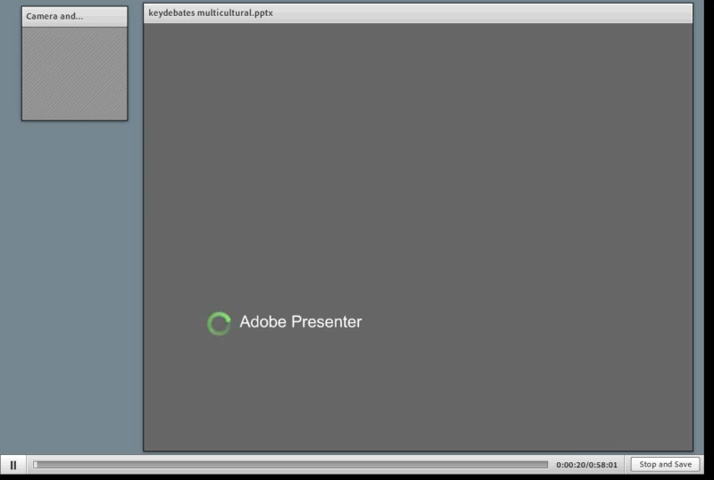 Camera and...
keydebates multicultural.pptx
Adobe Presenter
0:00:20/0:58:01
Stop and Save